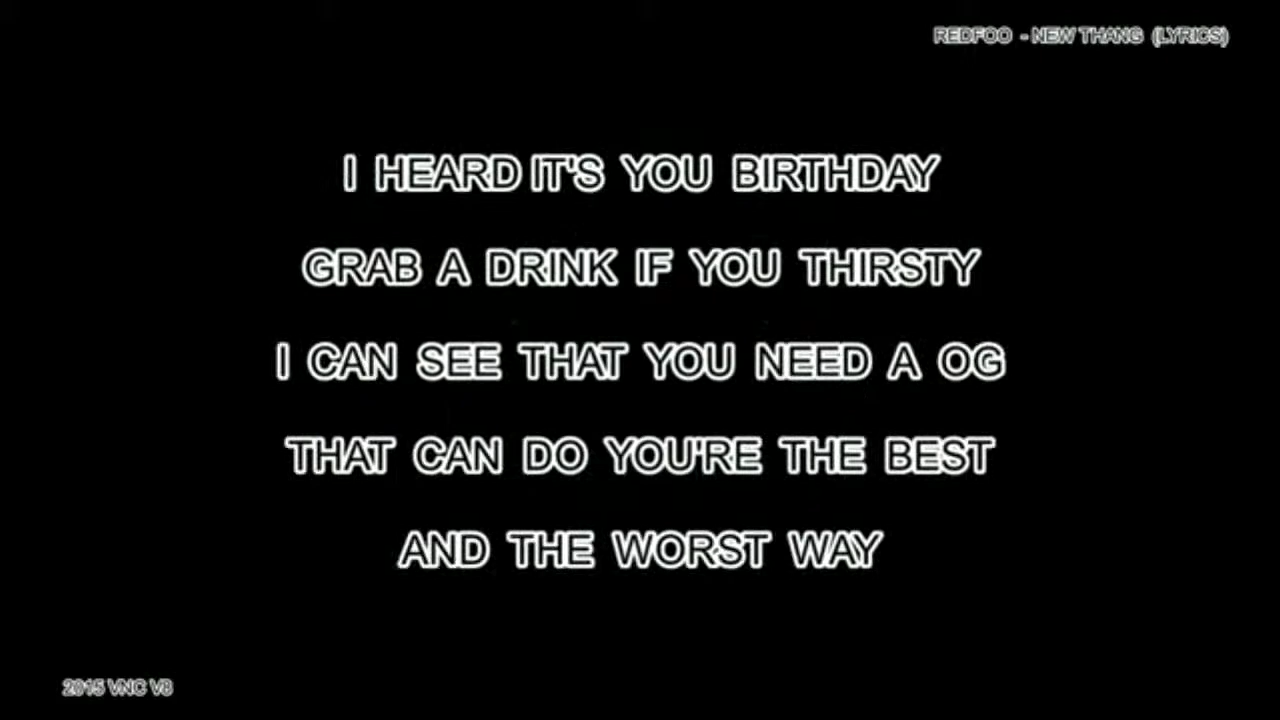 REDFOO - NEW THANG (LYRICS)
I HEARD IT'S YOU BIRTHDAY
GRAB A DRINK IF YOU THIRSTY
I CAN SEE THAT YOU NEED A OG
THAT CAN DO YOU'RE THE BEST
AND THE WORST WAY
2015 VNC V8